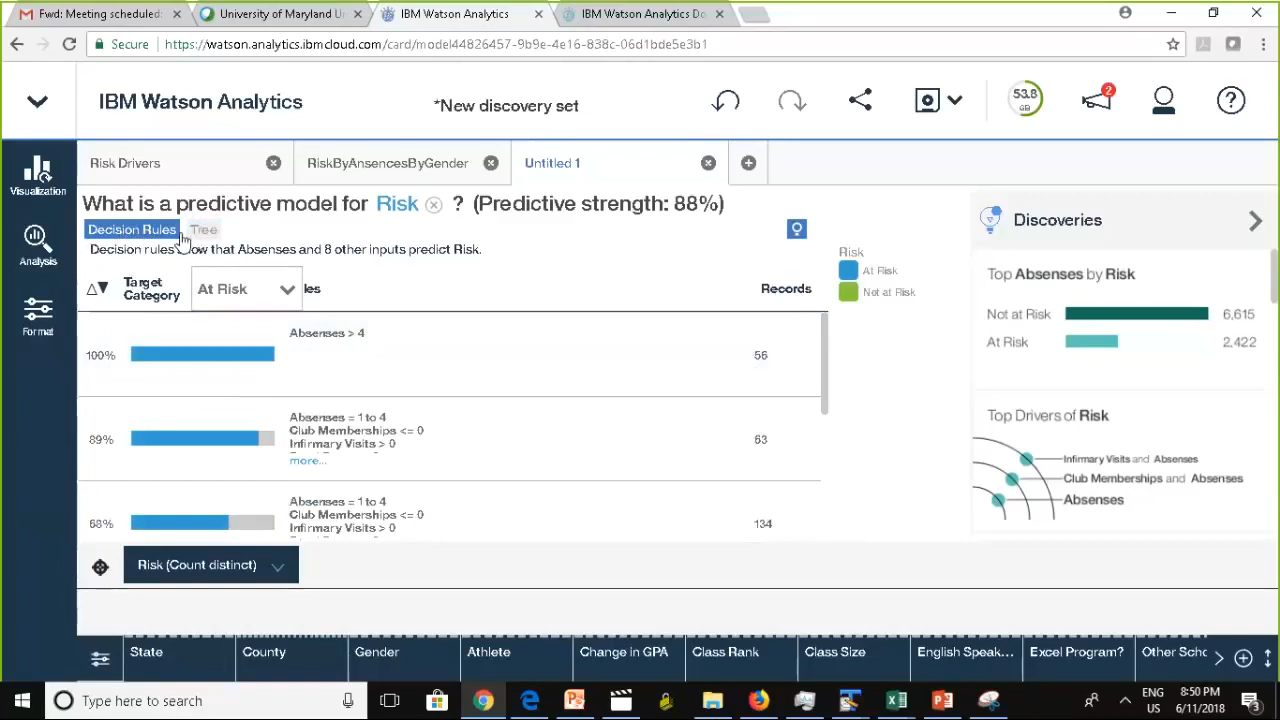 Fwd: Meeting scheduled:
University of Maryland Un
IBM Watson Analytics
IBM Watson Analytics Do
Secure
https://watson.analytics.ibmcloud.com/card/model44826457-9b9e-4e16-838c-06d1bde5e3b1
IBM Watson Analytics
*New discovery set
53.8
GB
2
Visualization
Analysis
Format
Risk Drivers
RiskByAnsencesByGender
Untitled 1
What is a predictive model for Risk ? (Predictive strength: 88%)
Decision Rules
Tree
Decision rules show that Absenses and 8 other inputs predict Risk.
Target
Category
At Risk
les
Records
100%
Absenses > 4
56
89%
Absenses = 1 to 4
Club Memberships <= 0
Infirmary Visits > 0
more...
63
68%
Absenses = 1 to 4
Club Memberships <= 0
Infirmary Visits > 0
134
Risk
At Risk
Not at Risk
Discoveries
Top Absenses by Risk
Not at Risk 6,615
At Risk 2,422
Top Drivers of Risk
Infirmary Visits and Absenses
Club Memberships and Absenses
Absenses
Risk (Count distinct)
State
County
Gender
Athlete
Change in GPA
Class Rank
Class Size
English Speak...
Excel Program?
Other Scho
Type here to search
ENG
US
8:50 PM
6/11/2018
3